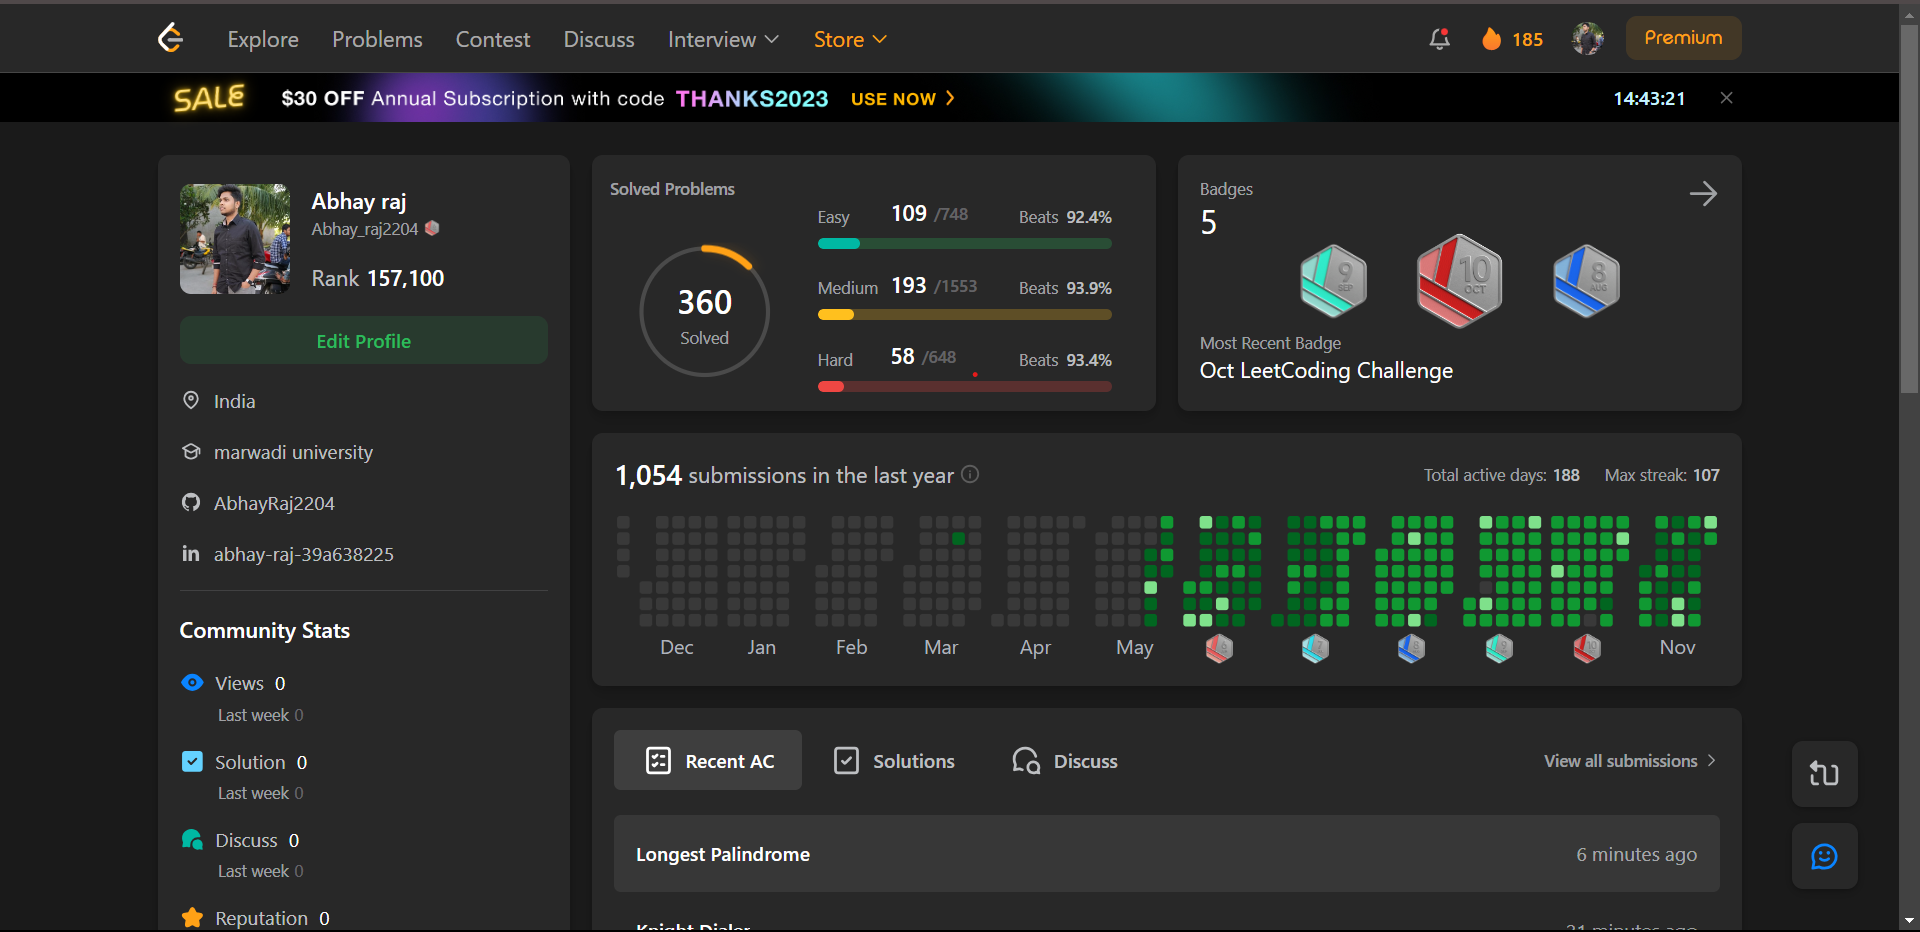 Explore Problems Contest Discuss Interview Store 185 Premium
SALE $30 OFF Annual Subscription with code THANKS2023 USE NOW 14:43:21
Abhay raj
Abhay_raj2204
Rank 157,100
Edit Profile
India
marwadi university
AbhayRaj2204
in abhay-raj-39a638225
Community Stats
Views 0
Last week 0
Solution 0
Last week 0
Discuss 0
Last week 0
Reputation 0
Solved Problems
360
Solved
Easy 109 /748 Beats 92.4%
Medium 193 /1553 Beats 93.9%
Hard 58 /648 Beats 93.4%
Badges
5
9 SEP
10 OCT
8 AUG
Most Recent Badge
Oct LeetCoding Challenge
1,054 submissions in the last year Total active days: 188 Max streak: 107
Dec Jan Feb Mar Apr May Nov
Recent AC Solutions Discuss View all submissions
Longest Palindrome 6 minutes ago
Knight Dialer 21 minutes ago